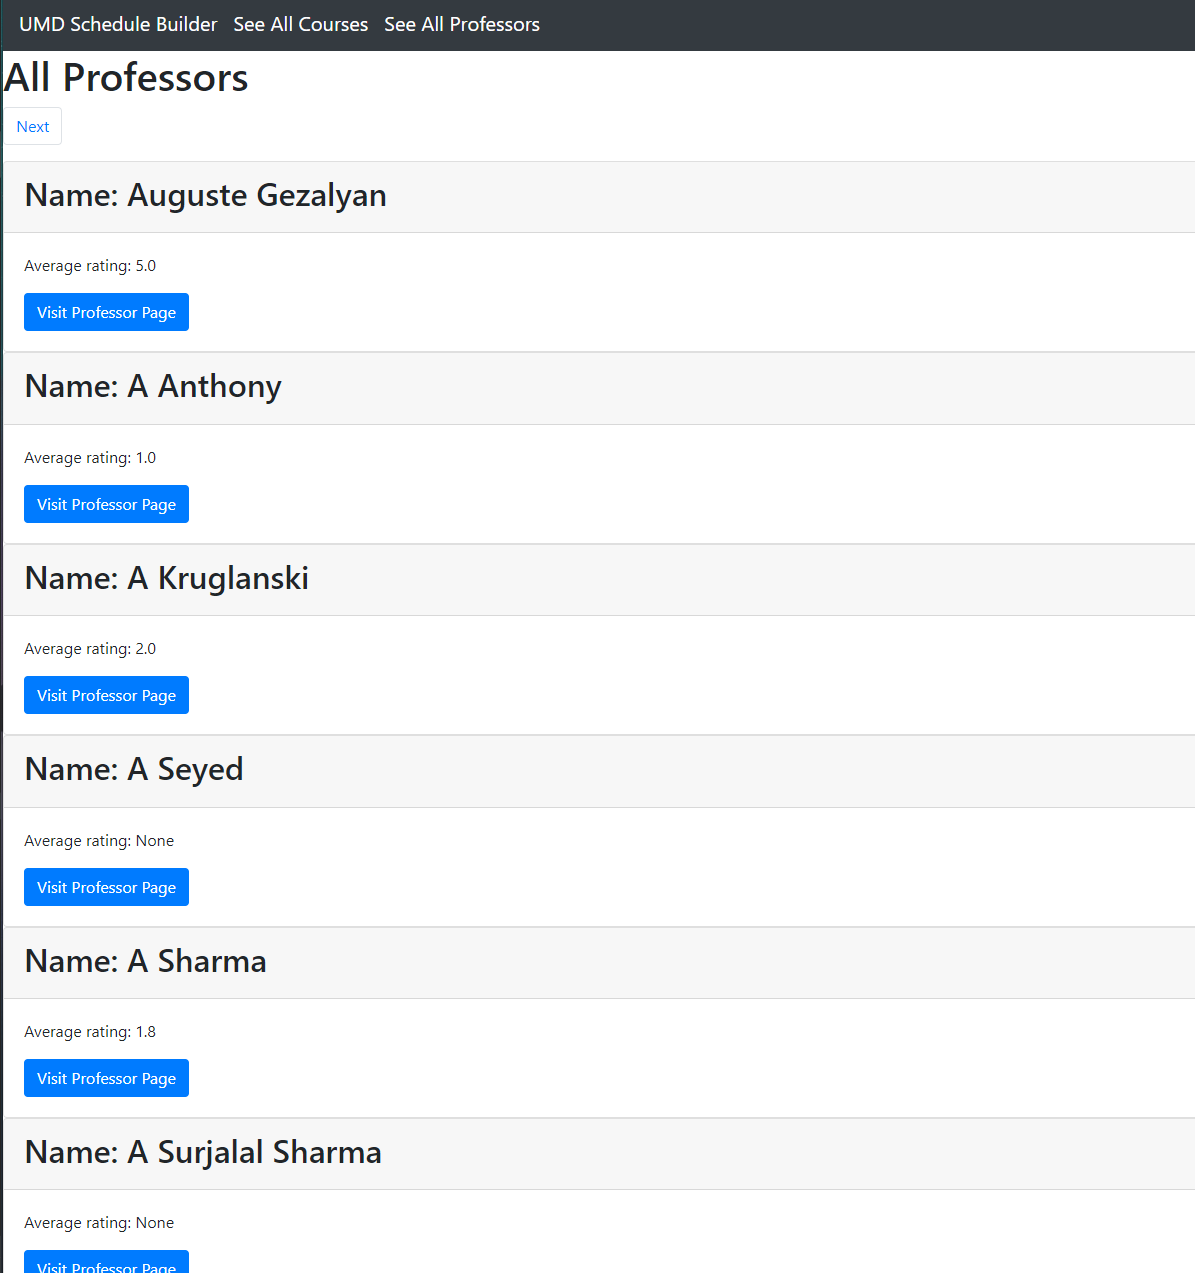 UMD Schedule Builder See All Courses See All Professors
All Professors
Next
Name: Auguste Gezalyan
Average rating: 5.0
Visit Professor Page
Name: A Anthony
Average rating: 1.0
Visit Professor Page
Name: A Kruglanski
Average rating: 2.0
Visit Professor Page
Name: A Seyed
Average rating: None
Visit Professor Page
Name: A Sharma
Average rating: 1.8
Visit Professor Page
Name: A Surjalal Sharma
Average rating: None
Visit Professor Page